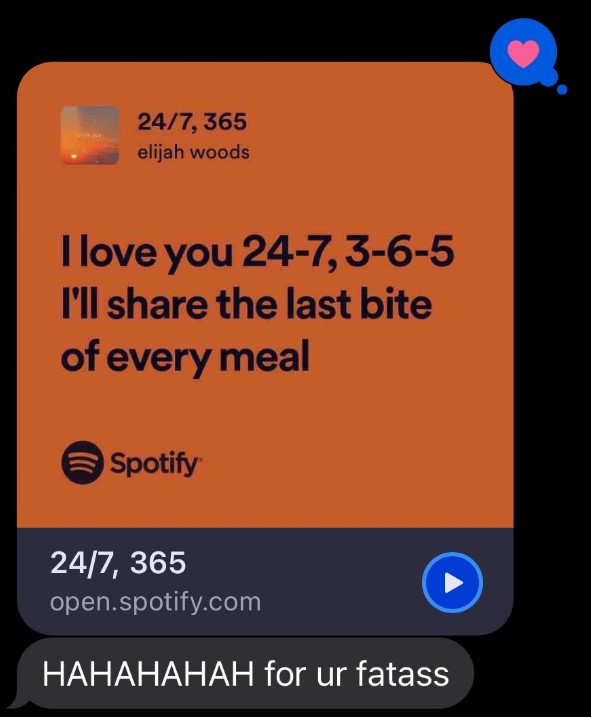 24/7, 365
elijah woods
I love you 24-7, 3-6-5
I'll share the last bite
of every meal
Spotify
24/7, 365
open.spotify.com
HAHAHAHAH for ur fatass